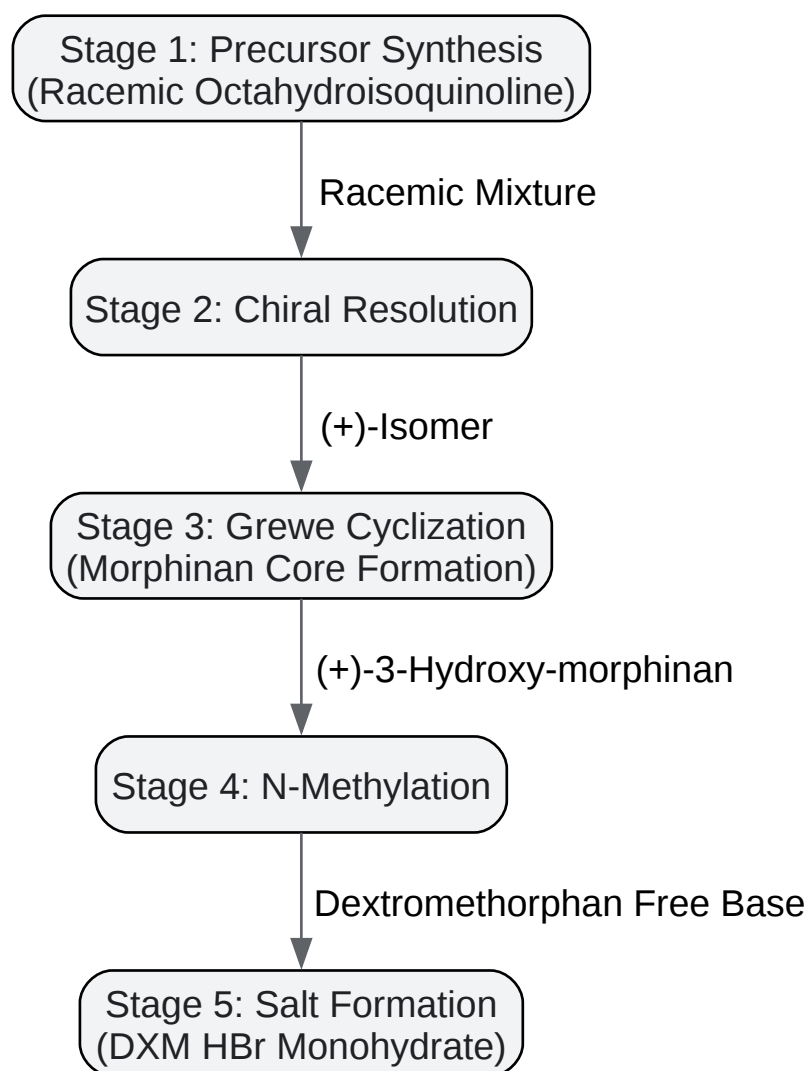 Stage 1: Precursor Synthesis
(Racemic Octahydroisoquinoline)
Racemic Mixture
Stage 2: Chiral Resolution
(+)-Isomer
Stage 3: Grewe Cyclization
(Morphinan Core Formation)
(+)-3-Hydroxy-morphinan
Stage 4: N-Methylation
Dextromethorphan Free Base
Stage 5: Salt Formation
(DXM HBr Monohydrate)